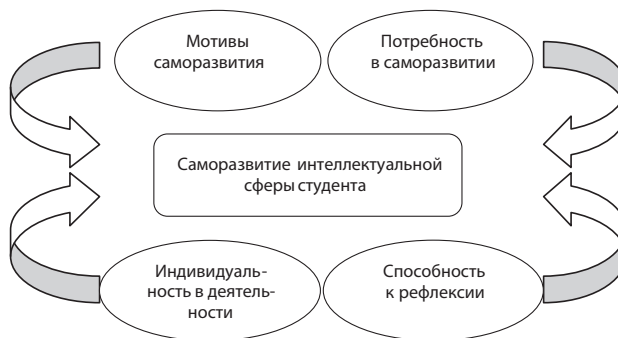 Мотивы
саморазвития
Потребность
в саморазвитии
Саморазвитие интеллектуальной
сферы студента
Индивидуаль-
ность в деятель-
ности
Способность
к рефлексии